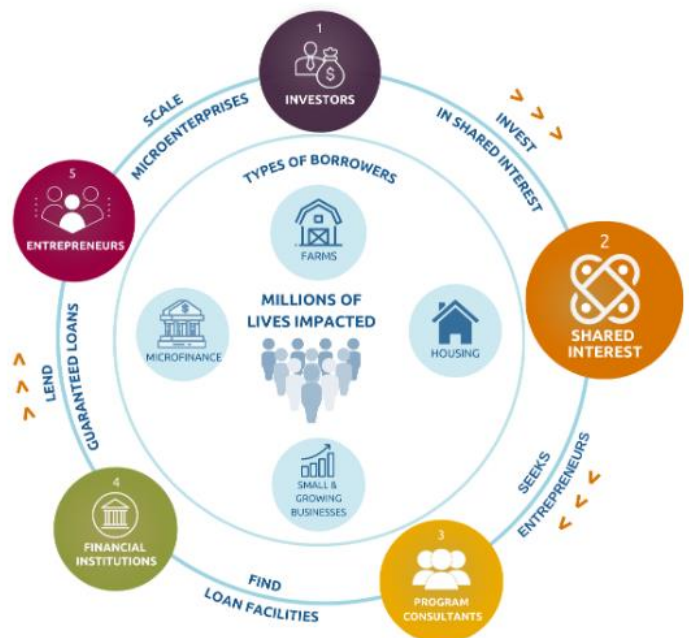 1
INVESTORS
INVEST
IN SHARED INTEREST
2
SHARED
INTEREST
SEEKS
ENTREPRENEURS
3
PROGRAM
CONSULTANTS
FIND
LOAN FACILITIES
4
FINANCIAL
INSTITUTIONS
LEND
GUARANTEED LOANS
5
ENTREPRENEURS
SCALE
MICROENTERPRISES
TYPES OF BORROWERS
FARMS
MILLIONS OF
LIVES IMPACTED
MICROFINANCE
HOUSING
SMALL &
GROWING
BUSINESSES